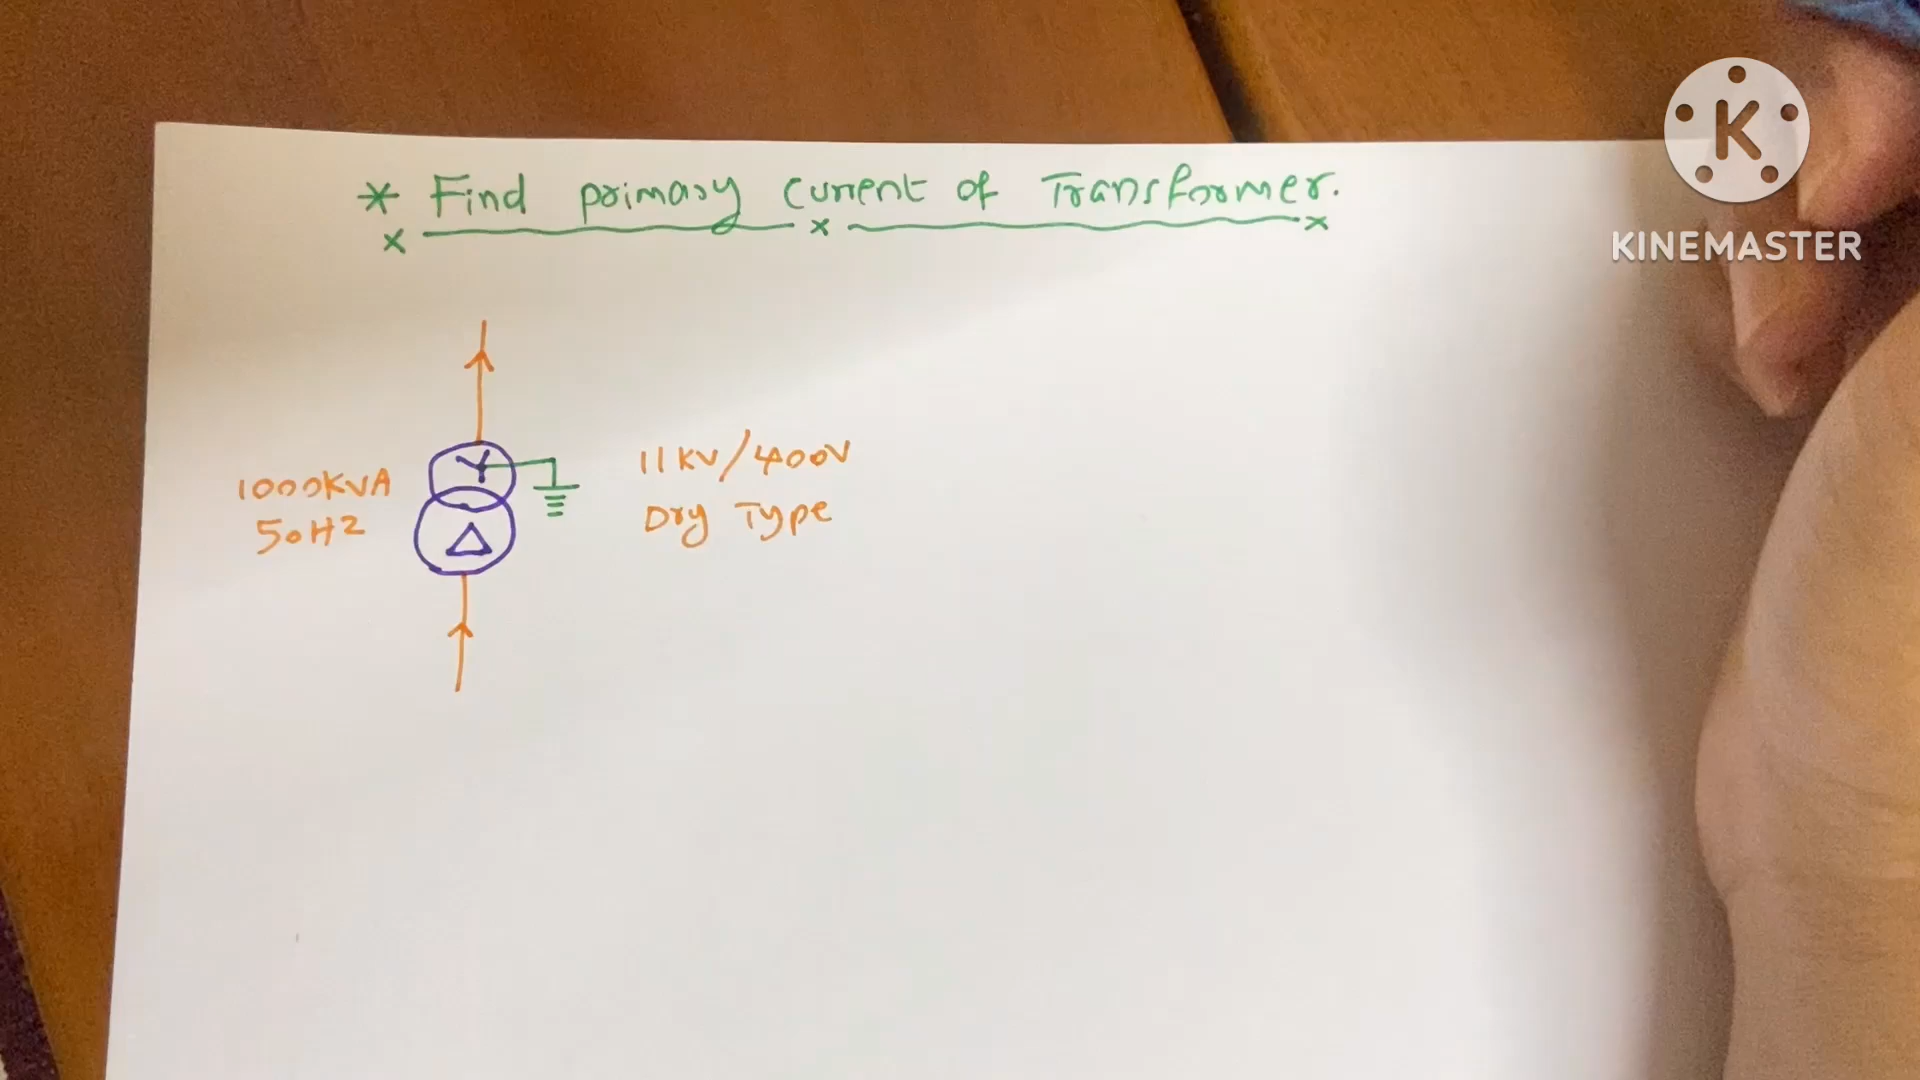 * Find primary current of Transformer.
x x x
1000KVA
50HZ
Y
Δ
11KV/400V
Dry Type
K
KINEMASTER